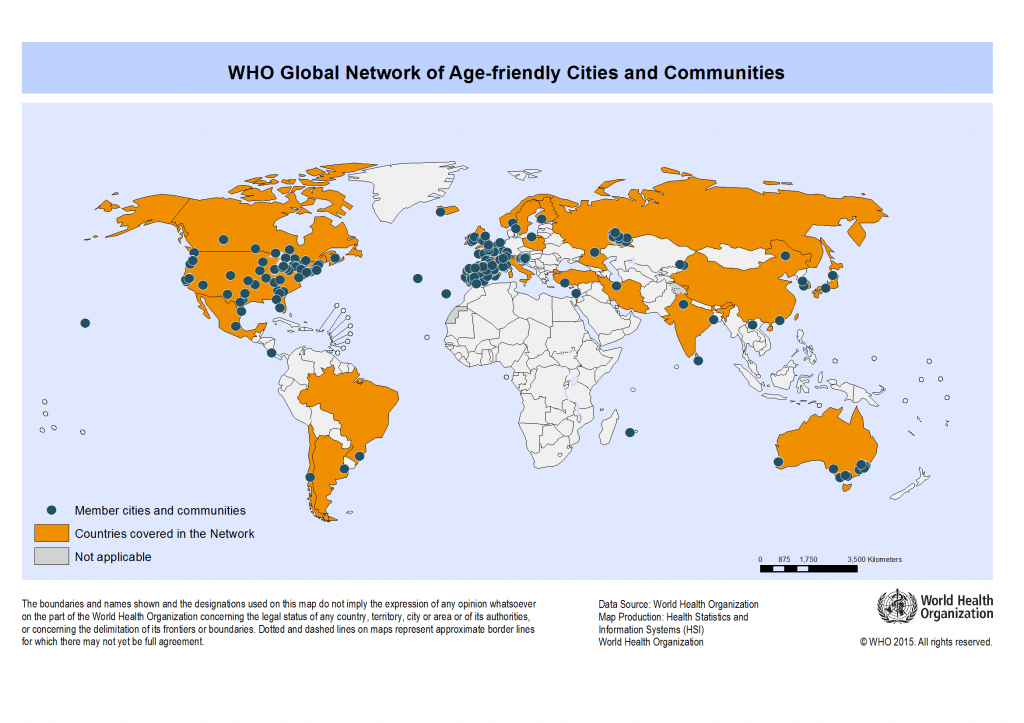 WHO Global Network of Age-friendly Cities and Communities
Member cities and communities
Countries covered in the Network
Not applicable
0 875 1,750 3,500 Kilometers
The boundaries and names shown and the designations used on this map do not imply the expression of any opinion whatsoever
on the part of the World Health Organization concerning the legal status of any country, territory, city or area or of its authorities,
or concerning the delimitation of its frontiers or boundaries. Dotted and dashed lines on maps represent approximate border lines
for which there may not yet be full agreement.
Data Source: World Health Organization
Map Production: Health Statistics and
Information Systems (HSI)
World Health Organization
World Health
Organization
© WHO 2015. All rights reserved.